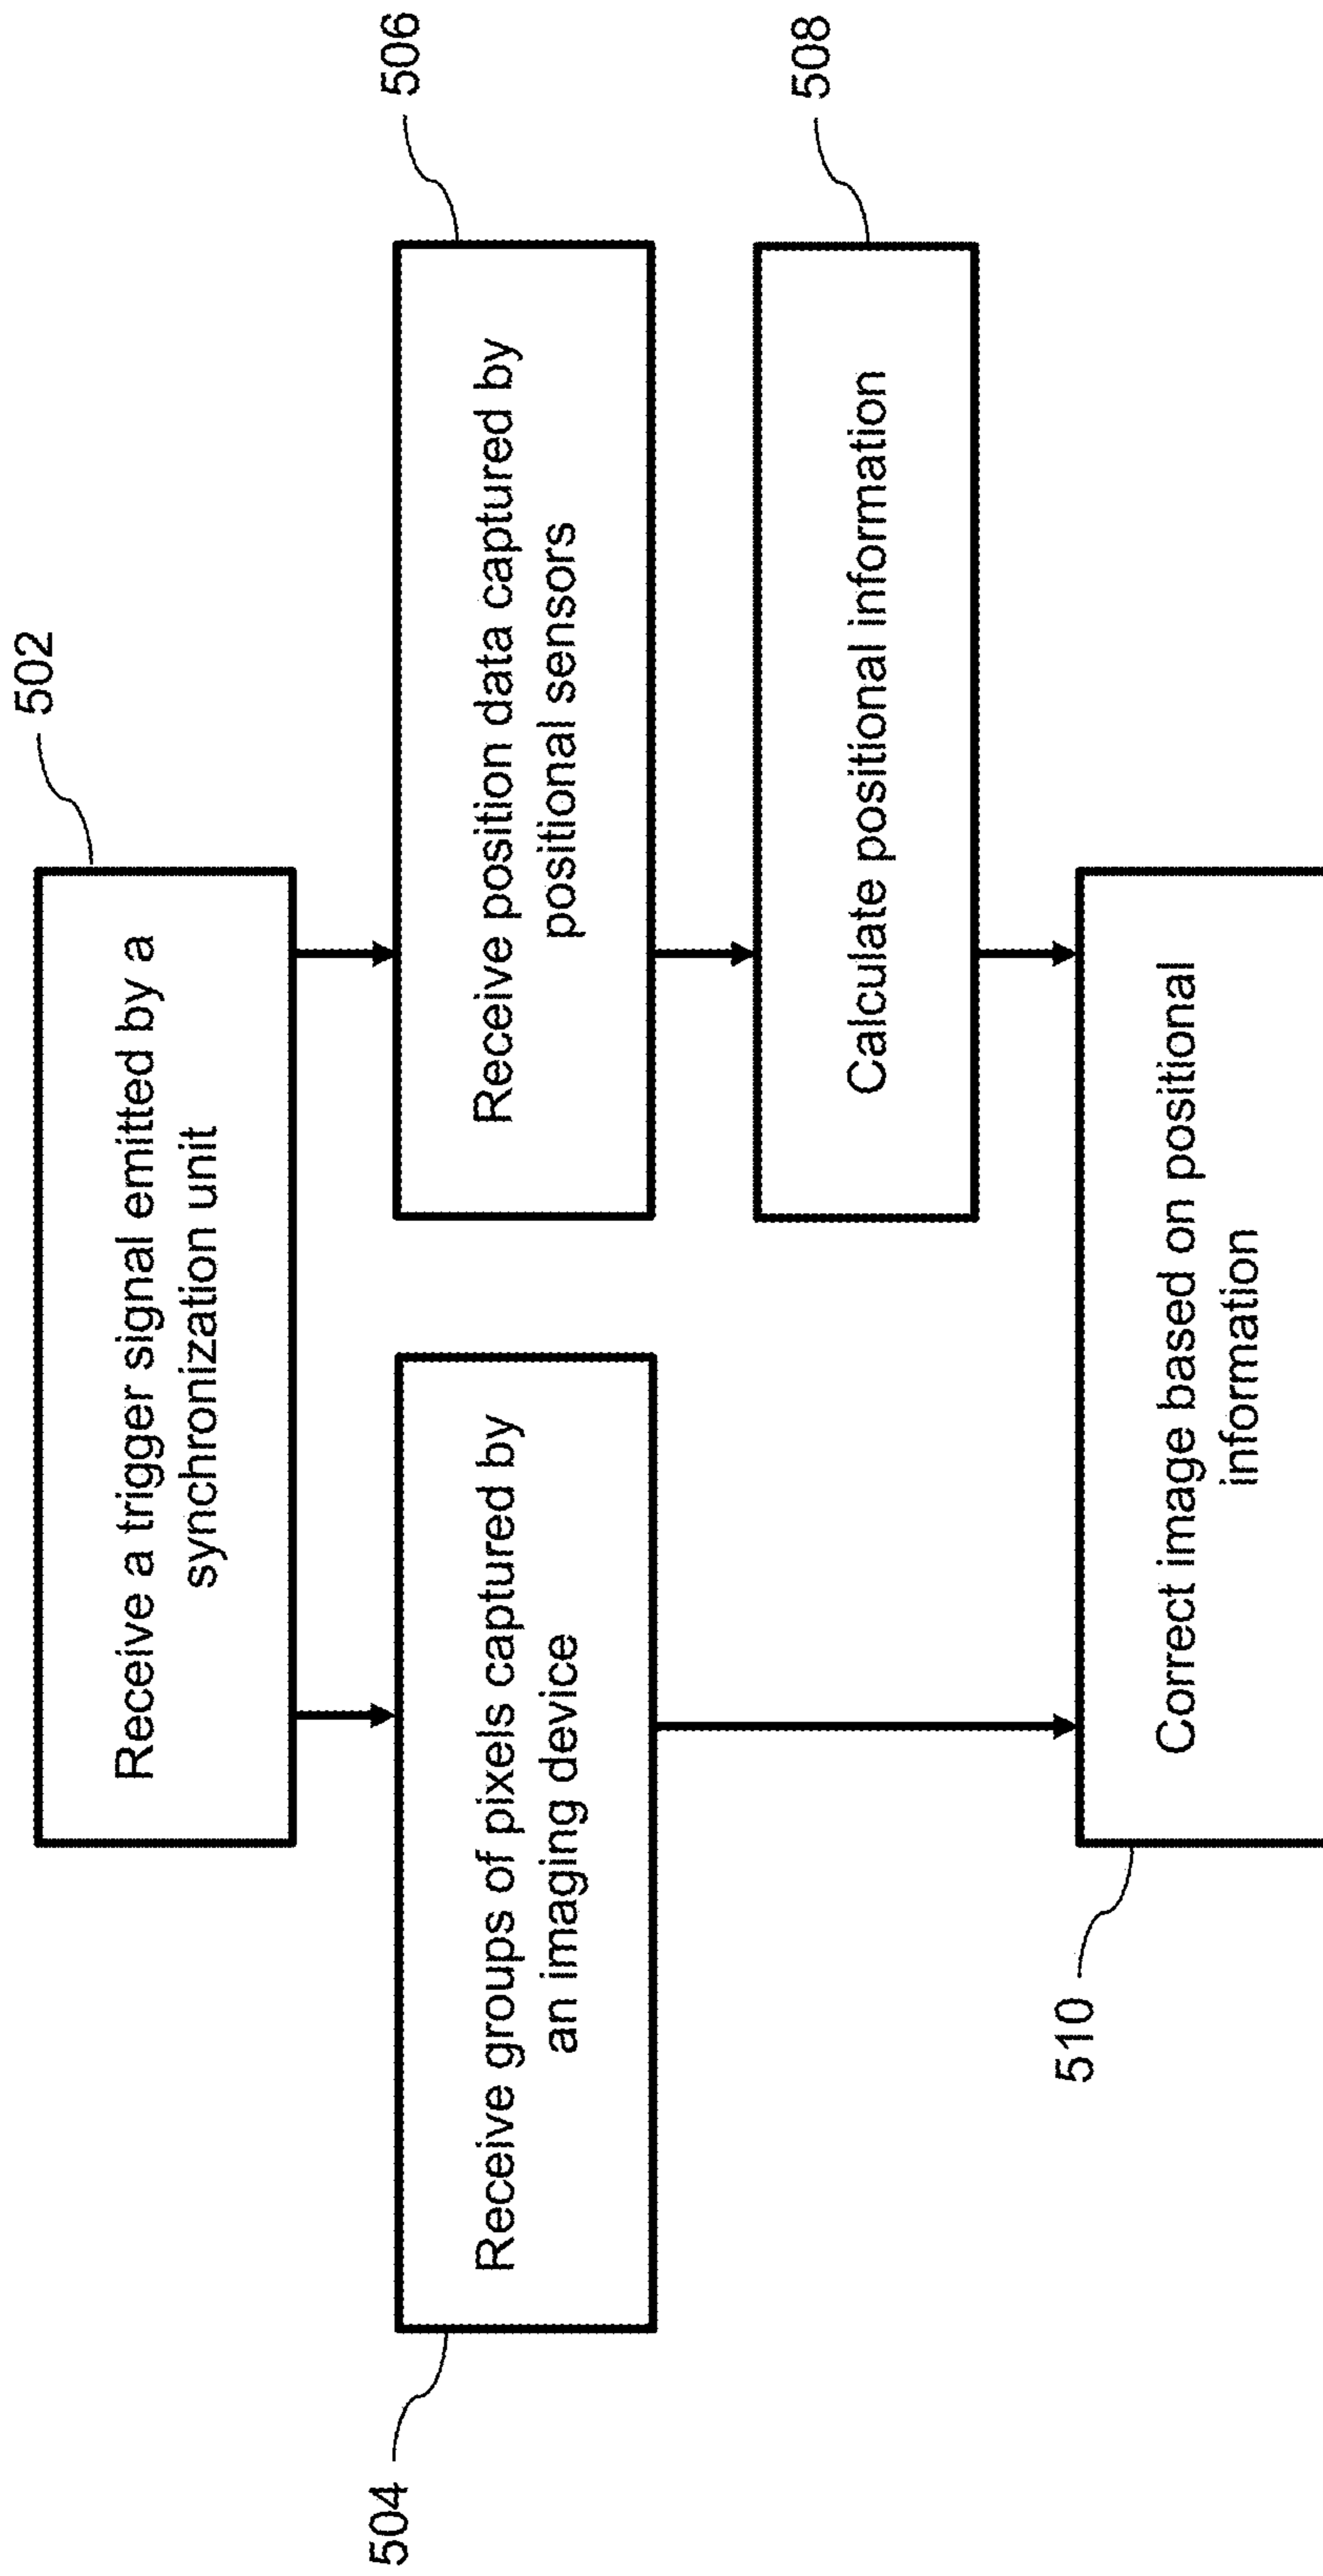 502
Receive a trigger signal emitted by a
synchronization unit
504
Receive groups of pixels captured by
an imaging device
506
Receive position data captured by
positional sensors
508
Calculate positional information
510
Correct image based on positional
information